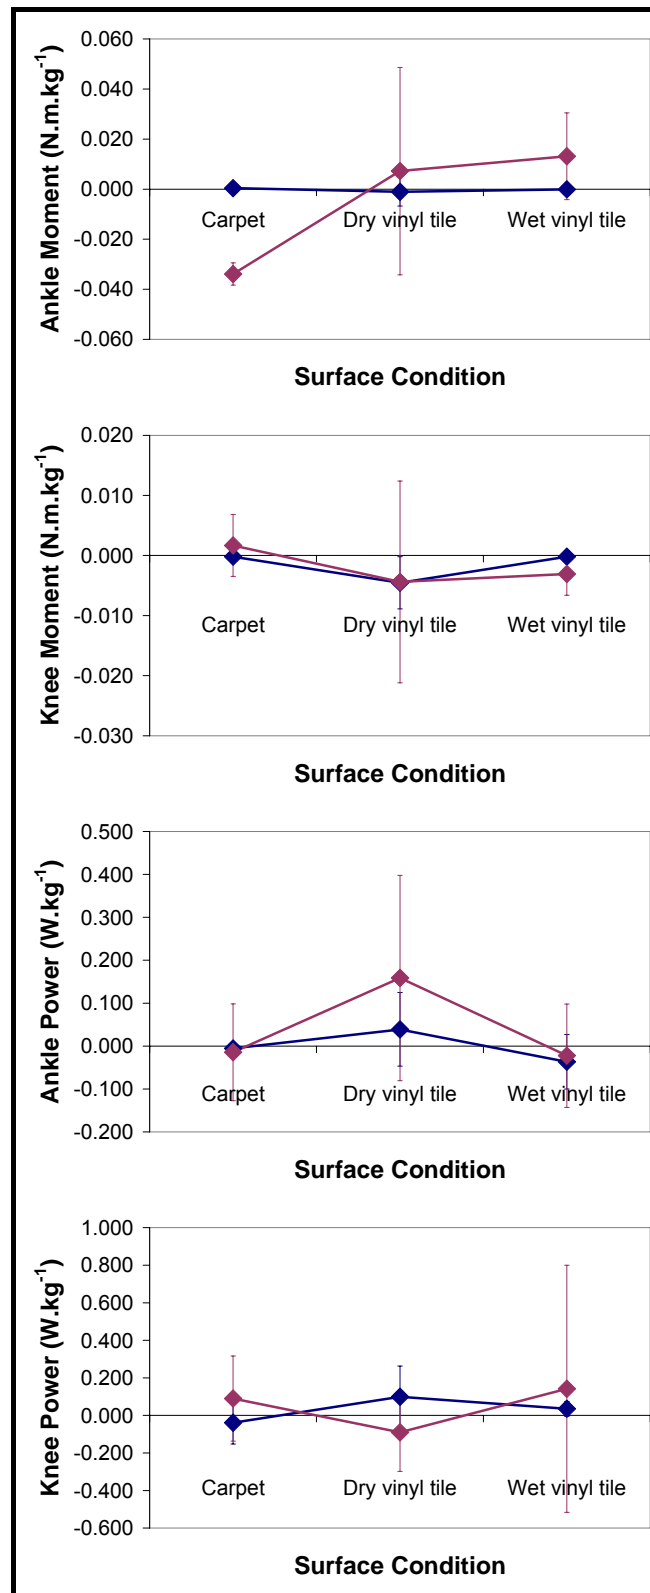 Ankle Moment (N.m.kg⁻¹)
0.060
0.040
0.020
0.000
-0.020
-0.040
-0.060
Carpet Dry vinyl tile Wet vinyl tile
Surface Condition
Knee Moment (N.m.kg⁻¹)
0.020
0.010
0.000
-0.010
-0.020
-0.030
Carpet Dry vinyl tile Wet vinyl tile
Surface Condition
Ankle Power (W.kg⁻¹)
0.500
0.400
0.300
0.200
0.100
0.000
-0.100
-0.200
Carpet Dry vinyl tile Wet vinyl tile
Surface Condition
Knee Power (W.kg⁻¹)
1.000
0.800
0.600
0.400
0.200
0.000
-0.200
-0.400
-0.600
Carpet Dry vinyl tile Wet vinyl tile
Surface Condition